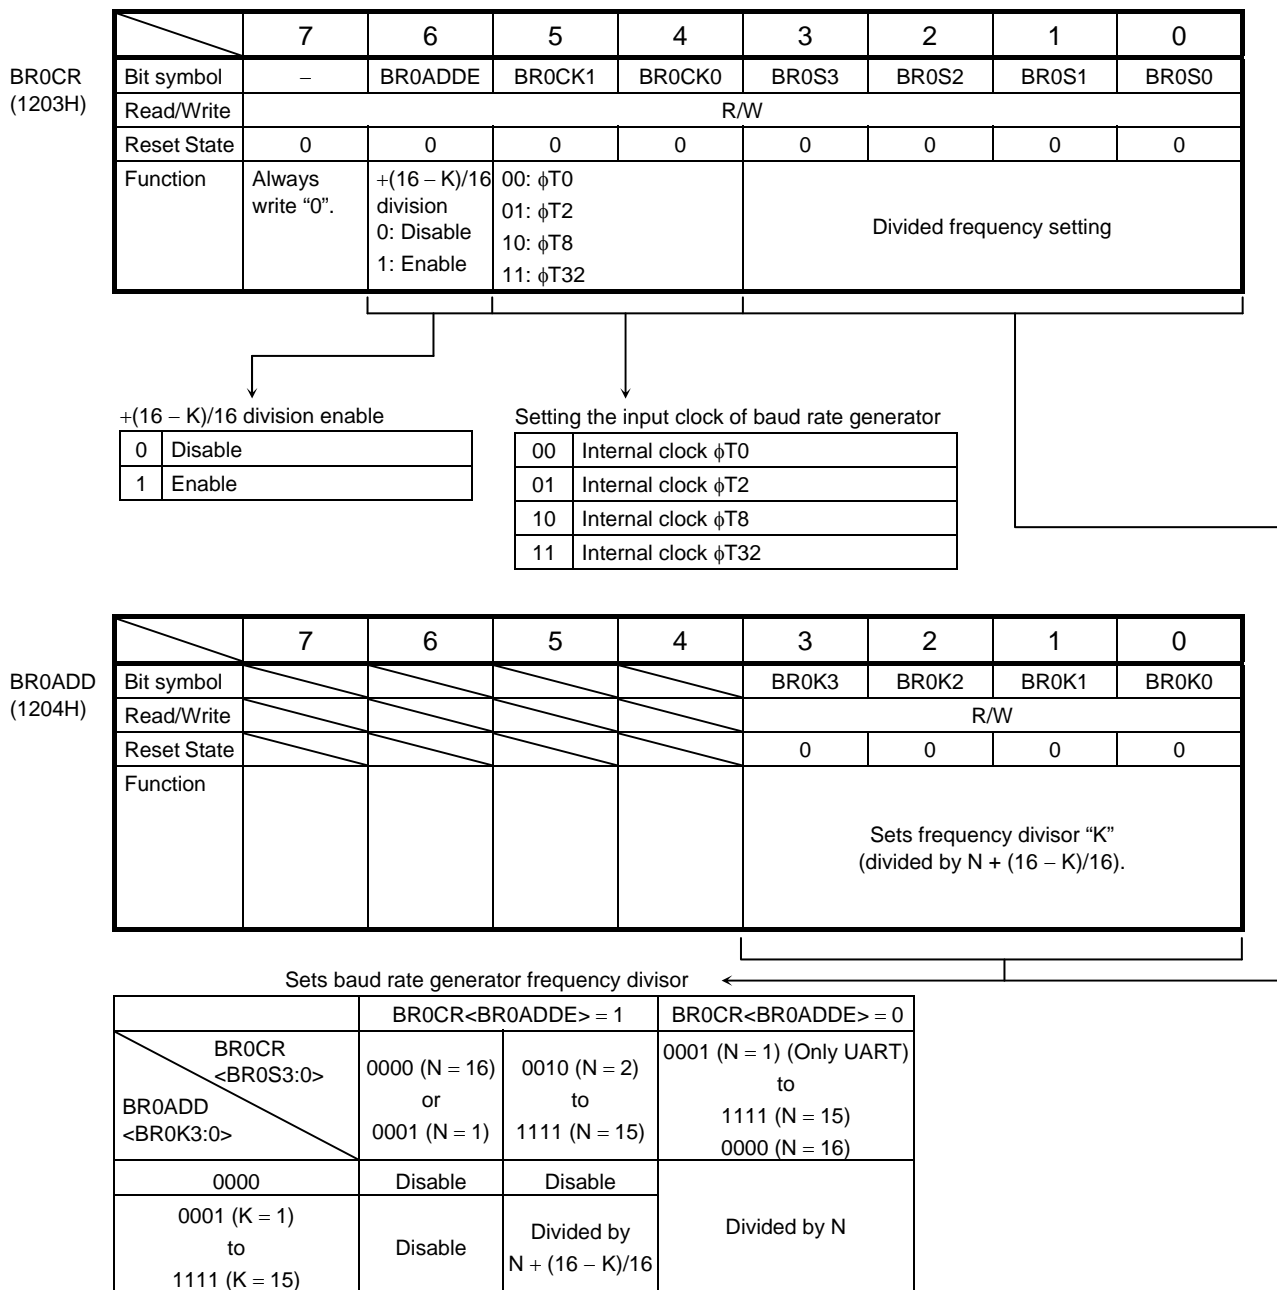 7 6 5 4 3 2 1 0
BR0CR (1203H)
Bit symbol − BR0ADDE BR0CK1 BR0CK0 BR0S3 BR0S2 BR0S1 BR0S0
Read/Write R/W
Reset State 0 0 0 0 0 0 0 0
Function
Always
write “0”.
+(16 − K)/16
division
0: Disable
1: Enable
00: ϕT0
01: ϕT2
10: ϕT8
11: ϕT32
Divided frequency setting
+(16 − K)/16 division enable
0 Disable
1 Enable
Setting the input clock of baud rate generator
00 Internal clock ϕT0
01 Internal clock ϕT2
10 Internal clock ϕT8
11 Internal clock ϕT32
7 6 5 4 3 2 1 0
BR0ADD (1204H)
Bit symbol BR0K3 BR0K2 BR0K1 BR0K0
Read/Write R/W
Reset State 0 0 0 0
Function
Sets frequency divisor “K”
(divided by N + (16 − K)/16).
Sets baud rate generator frequency divisor
BR0CR<BR0ADDE> = 1 BR0CR<BR0ADDE> = 0
BR0CR
<BR0S3:0>
BR0ADD
<BR0K3:0>
0000 (N = 16)
or
0001 (N = 1)
0010 (N = 2)
to
1111 (N = 15)
0001 (N = 1) (Only UART)
to
1111 (N = 15)
0000 (N = 16)
0000 Disable Disable
0001 (K = 1)
to
1111 (K = 15)
Disable
Divided by
N + (16 − K)/16
Divided by N